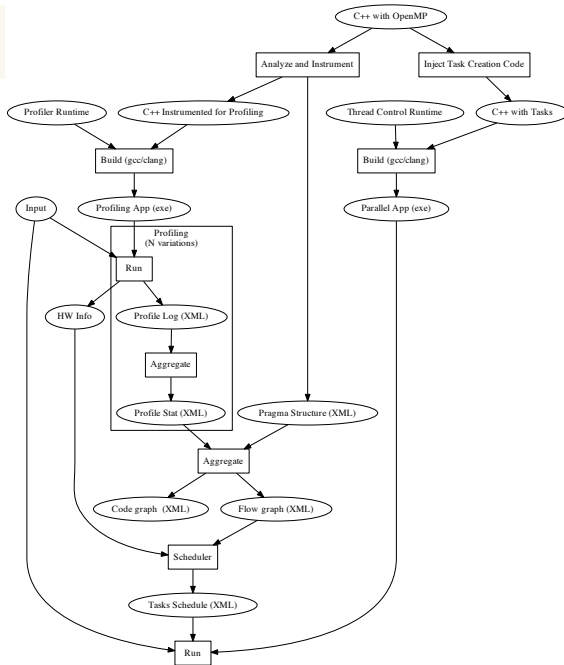 C++ with OpenMP
Analyze and Instrument
Inject Task Creation Code
Profiler Runtime
C++ Instrumented for Profiling
Thread Control Runtime
C++ with Tasks
Build (gcc/clang)
Build (gcc/clang)
Input
Profiling App (exe)
Parallel App (exe)
Profiling
(N variations)
Run
HW Info
Profile Log (XML)
Aggregate
Profile Stat (XML)
Pragma Structure (XML)
Aggregate
Code graph (XML)
Flow graph (XML)
Scheduler
Tasks Schedule (XML)
Run